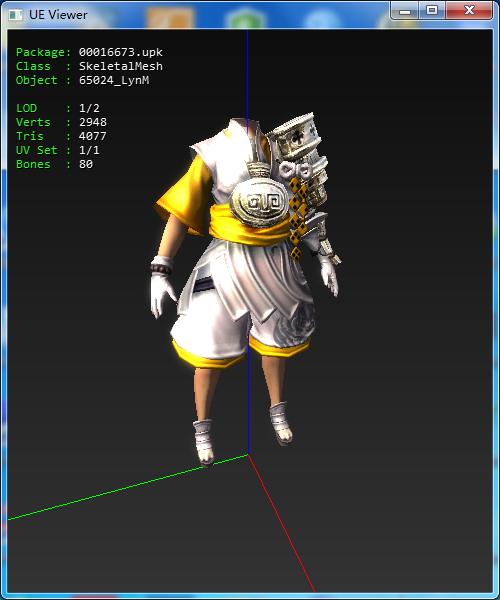 UE Viewer
Package: 00016673.upk
Class : SkeletalMesh
Object : 65024_LynM
LOD : 1/2
Verts : 2948
Tris : 4077
UV Set : 1/1
Bones : 80